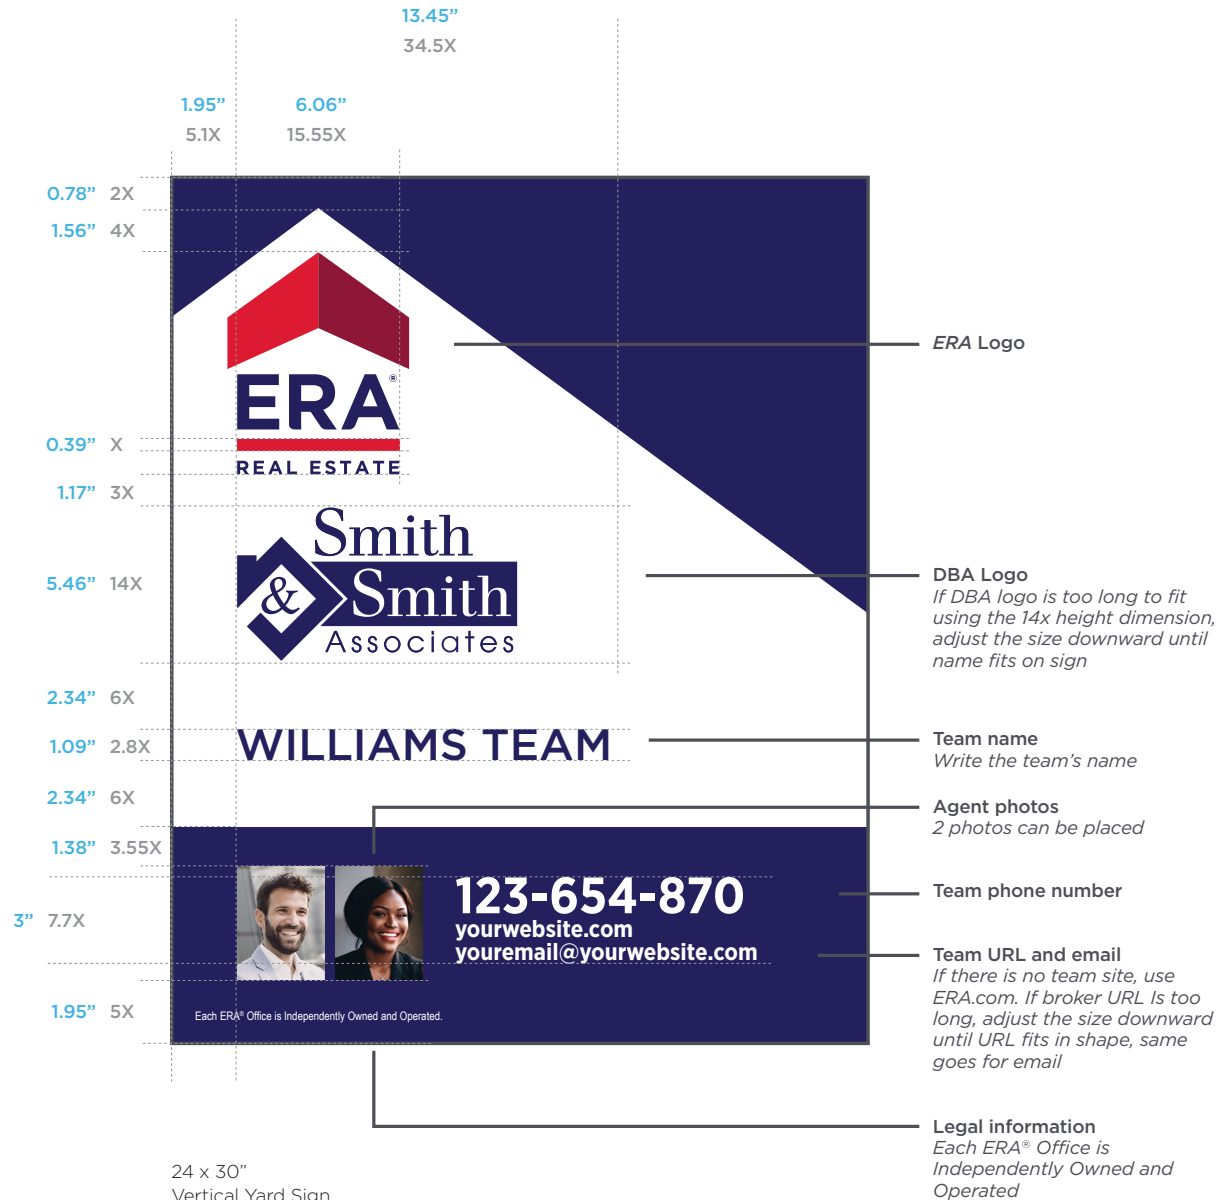 13.45”
34.5X
1.95”
6.06”
5.1X
15.55X
0.78” 2X
1.56” 4X
ERA Logo
ERA®
0.39” X
REAL ESTATE
1.17” 3X
Smith
& Smith
Associates
5.46” 14X
DBA Logo
If DBA logo is too long to fit
using the 14x height dimension,
adjust the size downward until
name fits on sign
2.34” 6X
WILLIAMS TEAM
1.09” 2.8X
Team name
Write the team’s name
2.34” 6X
Agent photos
2 photos can be placed
1.38” 3.55X
123-654-870
yourwebsite.com
youremail@yourwebsite.com
Team phone number
3” 7.7X
Team URL and email
If there is no team site, use
ERA.com. If broker URL Is too
long, adjust the size downward
until URL fits in shape, same
goes for email
1.95” 5X
Each ERA® Office is Independently Owned and Operated.
Legal information
Each ERA® Office is
Independently Owned and
Operated
24 x 30”
Vertical Yard Sign